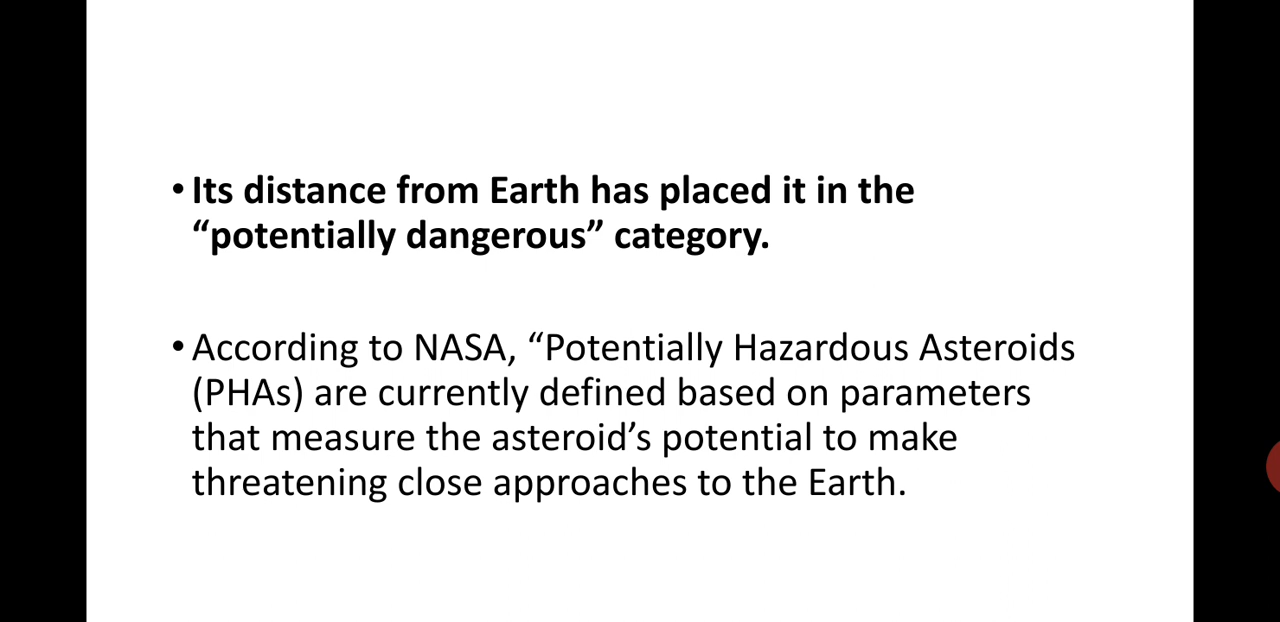 • Its distance from Earth has placed it in the
“potentially dangerous” category.
• According to NASA, “Potentially Hazardous Asteroids
(PHAs) are currently defined based on parameters
that measure the asteroid’s potential to make
threatening close approaches to the Earth.